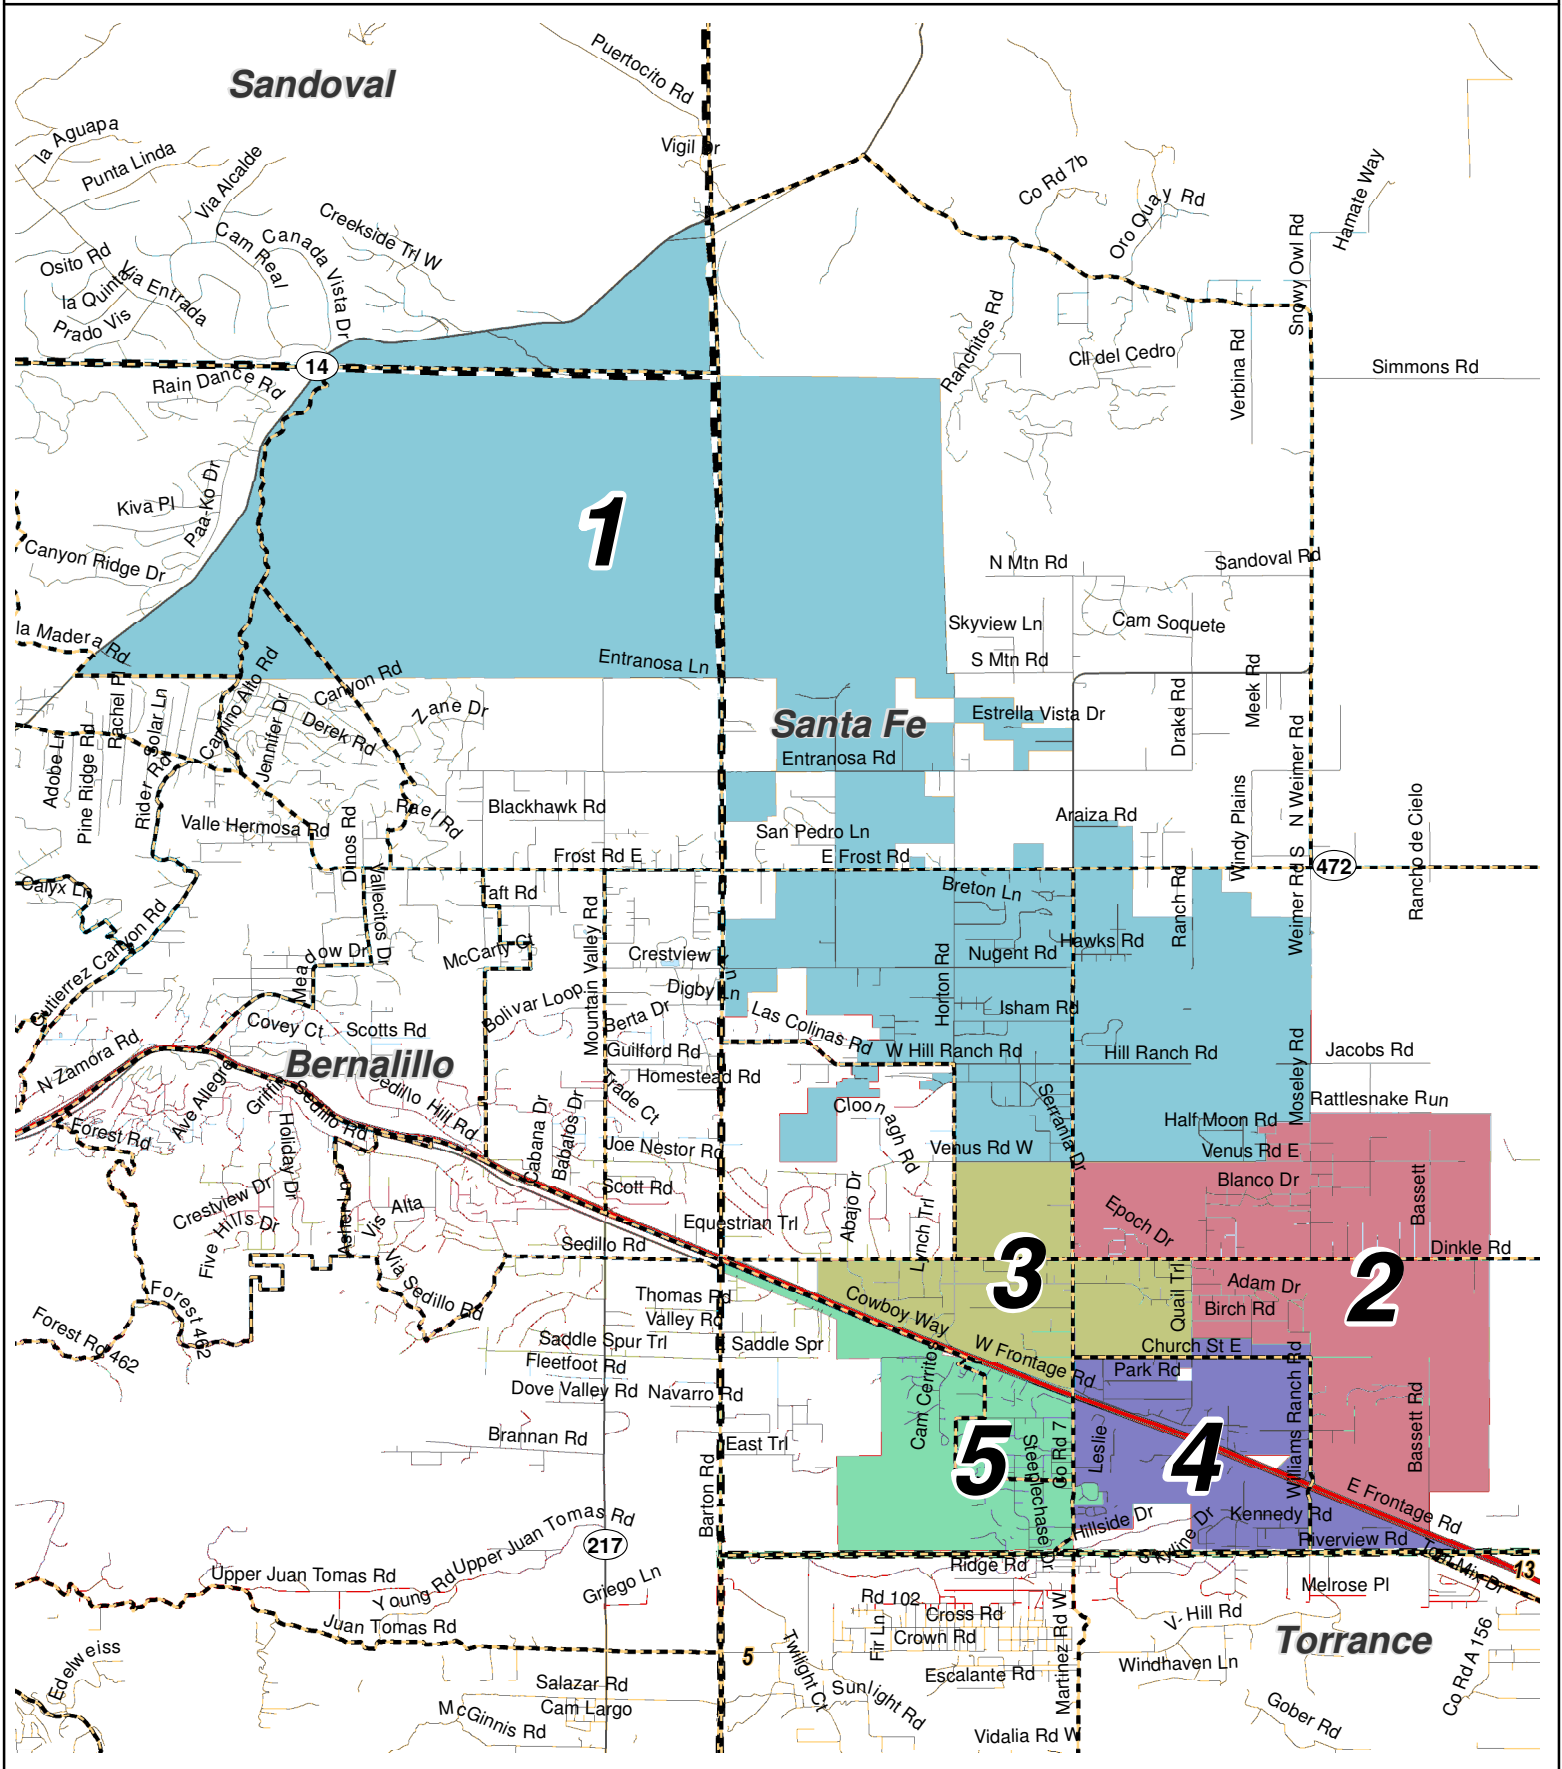 Sandoval
Puertocito Rd
Vigil Dr
la Aguapa
Punta Linda
Via Alcalde
Creekside Trl W
Cam Real
Canada Vista Dr
Osito Rd
la Quinta
Via Entrada
Prado Vis
Co Rd 7b
Oro Quay Rd
Hamate Way
Snowy Owl Rd
Ranchitos Rd
Cll del Cedro
Verbina Rd
Simmons Rd
14
Rain Dance Rd
Kiva Pl
Paa-Ko Dr
Canyon Ridge Dr
1
N Mtn Rd
Sandoval Rd
Skyview Ln
Cam Soquete
S Mtn Rd
la Madera Rd
Entranosa Ln
Rachel Pl
Solar Ln
Camino Alto Rd
Canyon Rd
Zane Dr
Derek Rd
Jennifer Dr
Adobe Ln
Pine Ridge Rd
Rider Rd
Santa Fe
Estrella Vista Dr
Entranosa Rd
Drake Rd
Meek Rd
N Weimer Rd
Rael Rd
Blackhawk Rd
San Pedro Ln
Araiza Rd
Windy Plains
Rancho de Cielo
Valle Hermosa Rd
Dinos Rd
Frost Rd E
E Frost Rd
472
Calyx Ln
Vallecitos Dr
Taft Rd
Breton Ln
Ranch Rd
S Weimer Rd
Gutierrez Canyon Rd
Meadow Dr
McCarty Ct
Mountain Valley Rd
Crestview Ln
Nugent Rd
Hawks Rd
Digby Ln
Horton Rd
Bolivar Loop
Berta Dr
Isham Rd
Covey Ct
Scotts Rd
Las Colinas Rd
N Zamora Rd
Bernalillo
Guilford Rd
W Hill Ranch Rd
Hill Ranch Rd
Jacobs Rd
Homestead Rd
Moseley Rd
Ave Allegre
Griffin
Sedillo Rd
Sedillo Hill Rd
Trade Ct
Cloonagh Rd
Serrania Dr
Rattlesnake Run
Forest Rd
Holiday Dr
Cabana Dr
Babalos Dr
Joe Nestor Rd
Venus Rd W
Half Moon Rd
Venus Rd E
Crestview Dr
Scott Rd
Blanco Dr
Bassett
Five Hills Dr
Asher Ln
Vis Alta
Equestrian Trl
Abajo Dr
Lynch Trl
Epoch Dr
Sedillo Rd
Dinkle Rd
Via Sedillo Rd
3
2
Forest 462
Forest Rd 462
Thomas Rd
Valley Rd
Cowboy Way
Quail Trl
Adam Dr
Birch Rd
Saddle Spur Trl
E Saddle Spr
W Frontage Rd
Church St E
Fleetfoot Rd
Park Rd
Dove Valley Rd
Navarro Rd
Cam Cerritos
Williams Ranch Rd
Bassett Rd
Brannan Rd
East Trl
5
Steeplechase Dr
Co Rd 7
Leslie
4
Barton Rd
E Frontage Rd
Hillside Dr
Skyline Dr
Kennedy Rd
Riverview Rd
Upper Juan Tomas Rd
217
Ridge Rd
Tom Mix Dr
13
Upper Juan Tomas Rd
Young Rd
Griego Ln
Rd 102
Melrose Pl
Juan Tomas Rd
Cross Rd
V- Hill Rd
Fir Ln
Crown Rd
Martinez Rd W
Torrance
Edelweiss
5
Twilight Ct
Escalante Rd
Windhaven Ln
Co Rd A 156
Salazar Rd
Sunlight Rd
Cam Largo
McGinnis Rd
Gober Rd
Vidalia Rd W